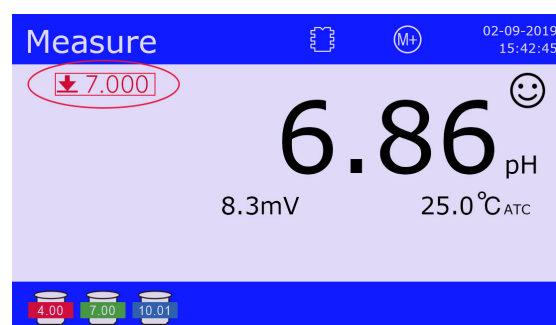 Measure
M+
02-09-2019
15:42:45
7.000
6.86 pH
8.3mV
25.0 °C ATC
4.00 7.00 10.01